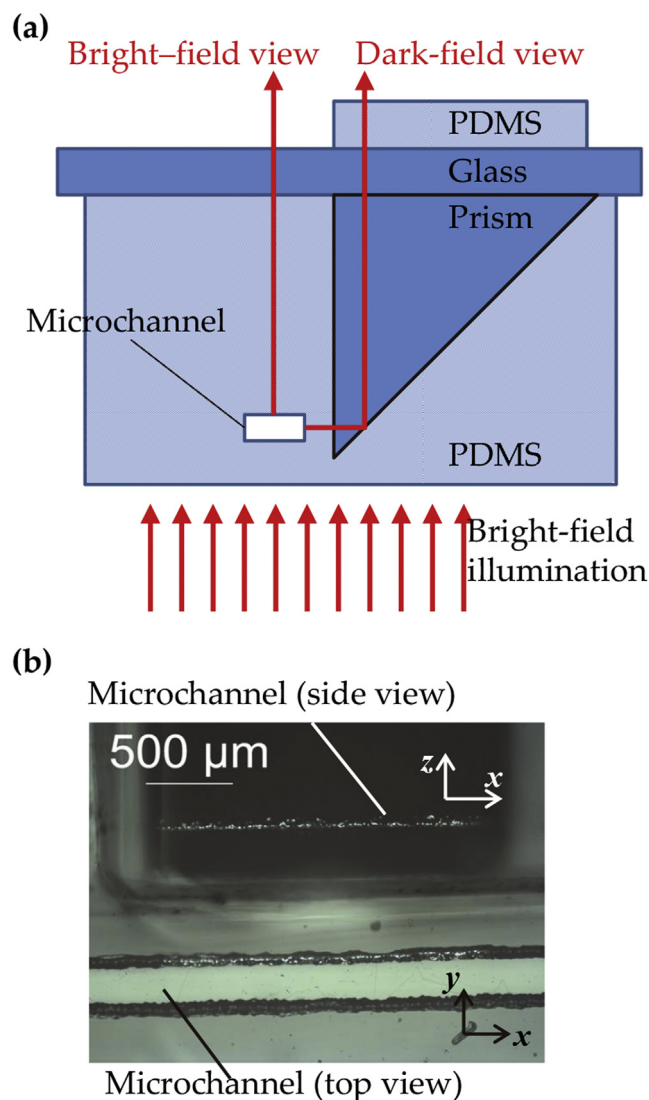 (a)
Bright–field view
Dark-field view
PDMS
Glass
Prism
Microchannel
PDMS
Bright-field
illumination
(b)
Microchannel (side view)
500 µm
z
x
y
x
Microchannel (top view)